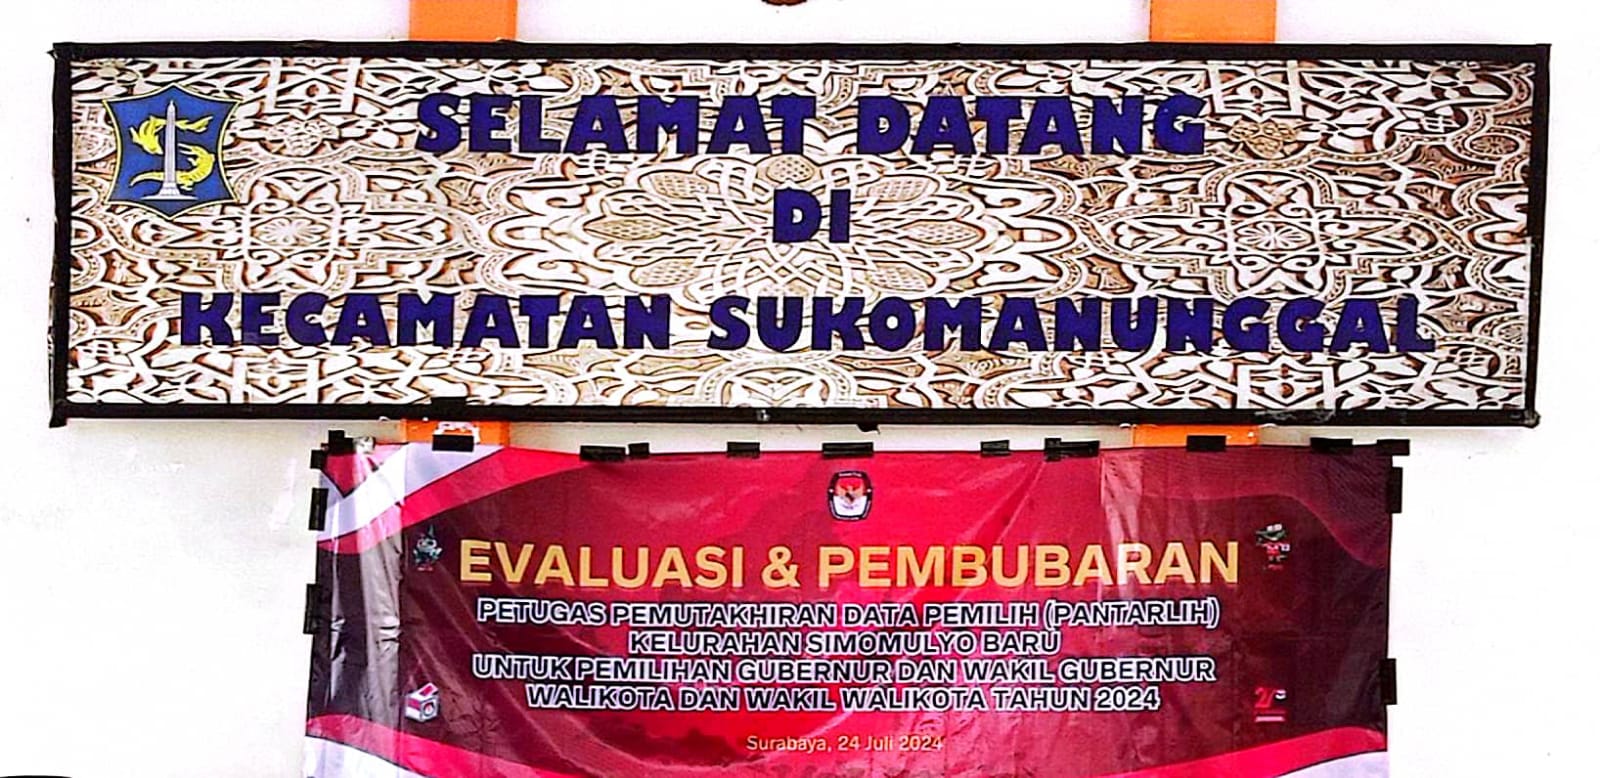 SELAMAT DATANG
DI
KECAMATAN SUKOMANUNGGAL
EVALUASI & PEMBUBARAN
PETUGAS PEMUTAKHIRAN DATA PEMILIH (PANTARLIH)
KELURAHAN SIMOMULYO BARU
UNTUK PEMILIHAN GUBERNUR DAN WAKIL GUBERNUR
WALIKOTA DAN WAKIL WALIKOTA TAHUN 2024
Surabaya, 24 Juli 2024